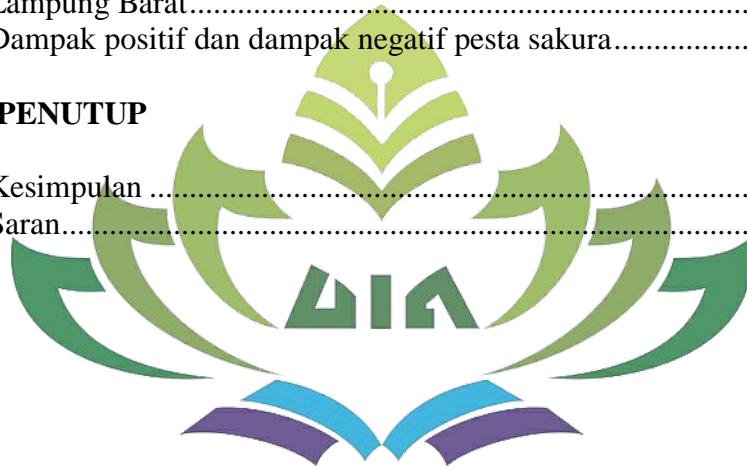 Lampung Barat..........................................................................
Dampak positif dan dampak negatif pesta sakura....................
PENUTUP
Kesimpulan ..............................................................................
Saran.........................................................................................
UIN